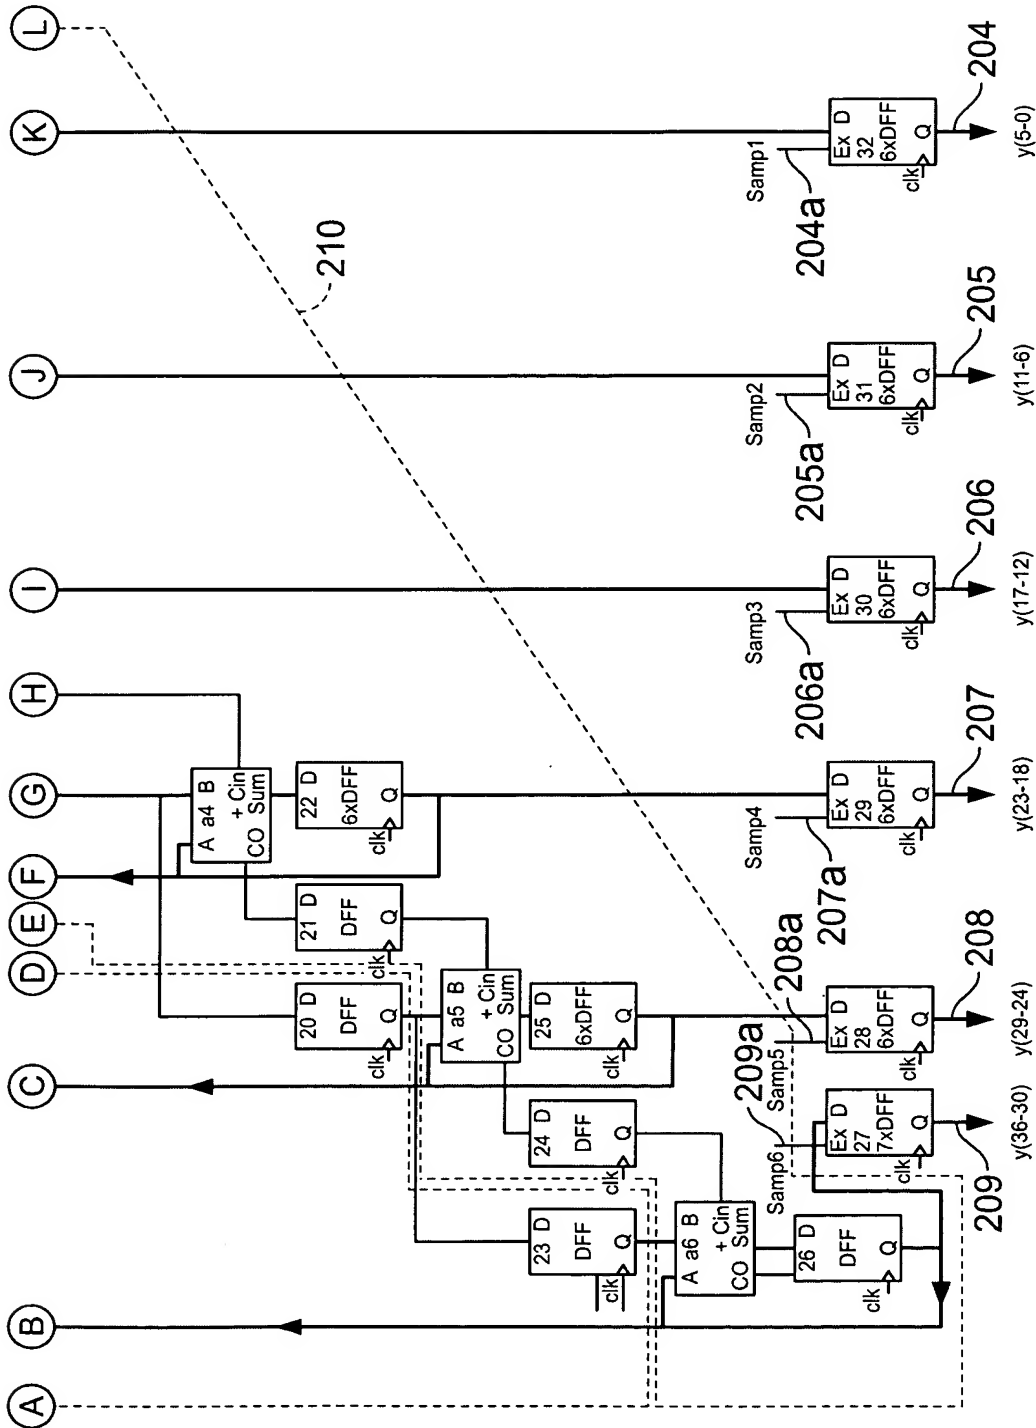 A
B
C
D
E
F
G
H
I
J
K
L
A a4 B
+ Cin
CO Sum
20 D
DFF
Q
clk
21 D
DFF
Q
clk
22 D
6xDFF
Q
clk
210
A a5 B
+ Cin
CO Sum
23 D
DFF
Q
clk
24 D
DFF
Q
clk
25 D
6xDFF
Q
clk
A a6 B
+ Cin
CO Sum
26 D
DFF
Q
clk
Samp6
209a
Samp5
208a
Samp4
207a
Samp3
206a
Samp2
205a
Samp1
204a
Ex D
27
7xDFF
Q
clk
Ex D
28
6xDFF
Q
clk
Ex D
29
6xDFF
Q
clk
Ex D
30
6xDFF
Q
clk
Ex D
31
6xDFF
Q
clk
Ex D
32
6xDFF
Q
clk
209
208
207
206
205
204
y(36-30)
y(29-24)
y(23-18)
y(17-12)
y(11-6)
y(5-0)